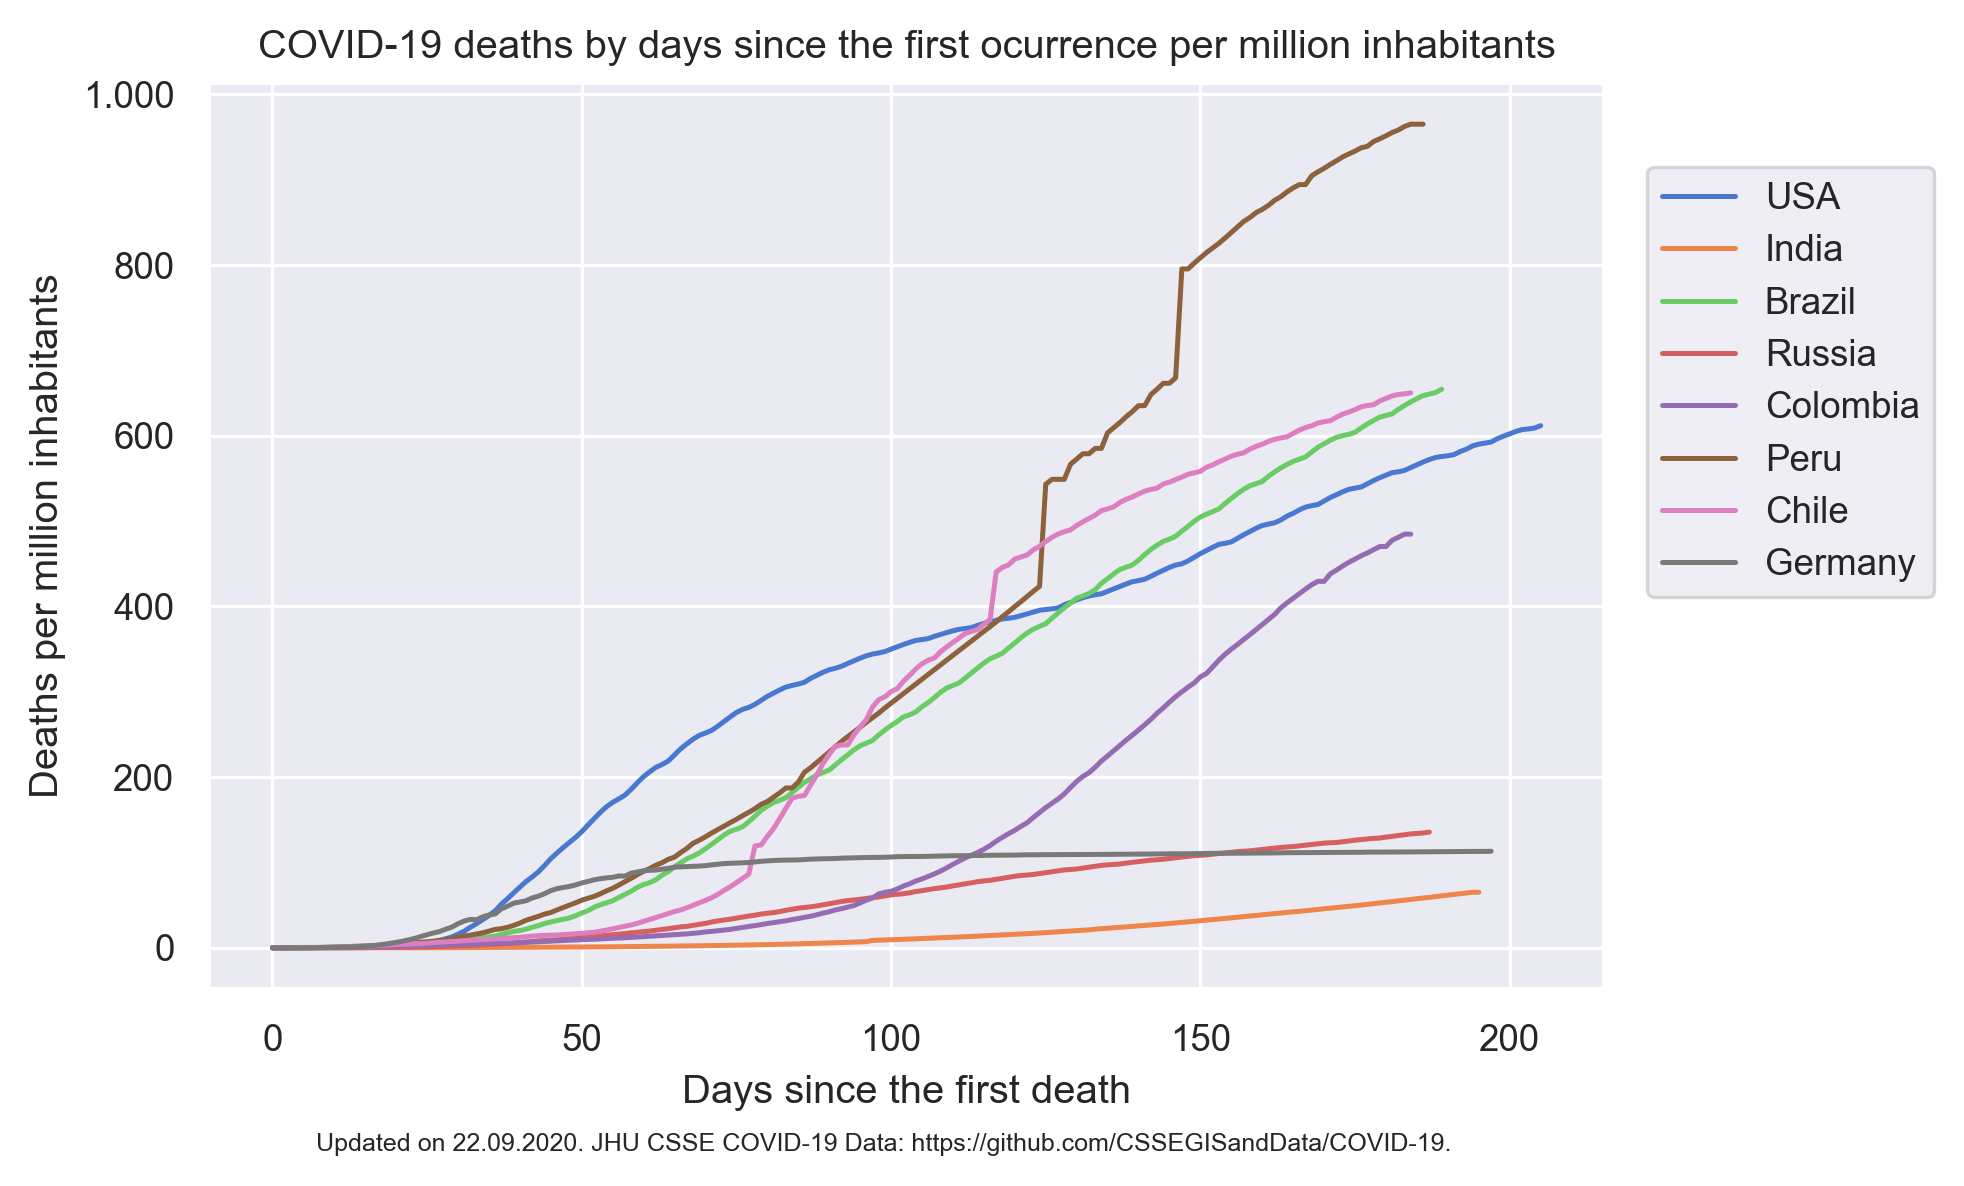 COVID-19 deaths by days since the first ocurrence per million inhabitants
1.000
800
600
400
200
0
Deaths per million inhabitants
0 50 100 150 200
Days since the first death
USA
India
Brazil
Russia
Colombia
Peru
Chile
Germany
Updated on 22.09.2020. JHU CSSE COVID-19 Data: https://github.com/CSSEGISandData/COVID-19.